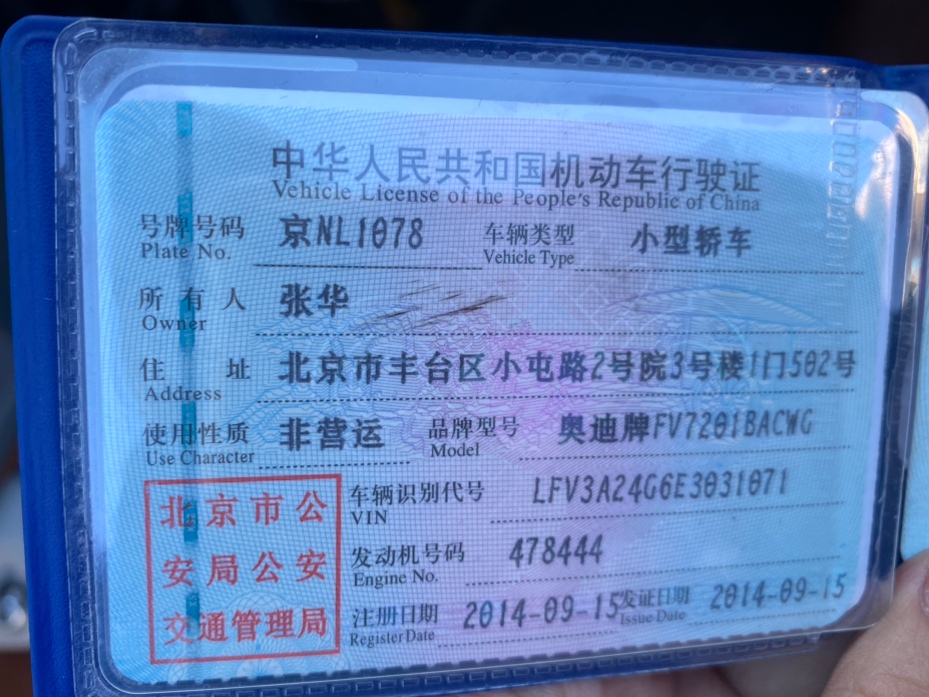 中华人民共和国机动车行驶证
Vehicle License of the People's Republic of China
号牌号码 京NL1078 车辆类型 小型轿车
Plate No. Vehicle Type
所有人 张华
Owner
住址 北京市丰台区小屯路2号院3号楼1门502号
Address
使用性质 非营运 品牌型号 奥迪牌FV7201BACWG
Use Character Model
车辆识别代号 LFV3A24G6E3031071
VIN
发动机号码 478444
Engine No.
注册日期 2014-09-15 发证日期 2014-09-15
Register Date Issue Date
北京市公
安局公安
交通管理局